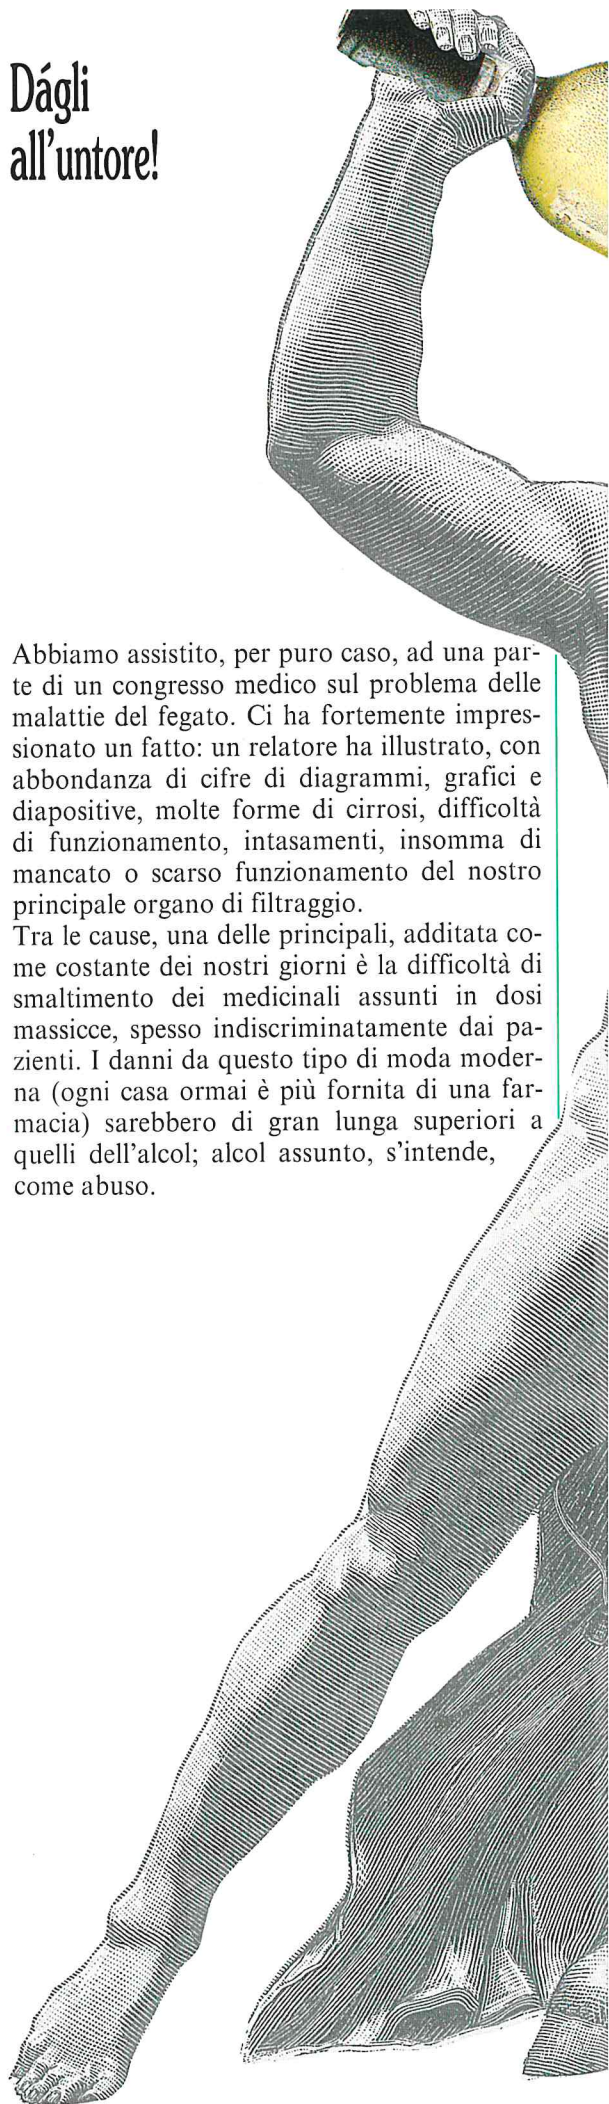 Dágli
all'untore!
Abbiamo assistito, per puro caso, ad una par-
te di un congresso medico sul problema delle
malattie del fegato. Ci ha fortemente impres-
sionato un fatto: un relatore ha illustrato, con
abbondanza di cifre di diagrammi, grafici e
diapositive, molte forme di cirrosi, difficoltà
di funzionamento, intasamenti, insomma di
mancato o scarso funzionamento del nostro
principale organo di filtraggio.
Tra le cause, una delle principali, additata co-
me costante dei nostri giorni è la difficoltà di
smaltimento dei medicinali assunti in dosi
massicce, spesso indiscriminatamente dai pa-
zienti. I danni da questo tipo di moda moder-
na (ogni casa ormai è più fornita di una far-
macia) sarebbero di gran lunga superiori a
quelli dell'alcol; alcol assunto, s'intende,
come abuso.